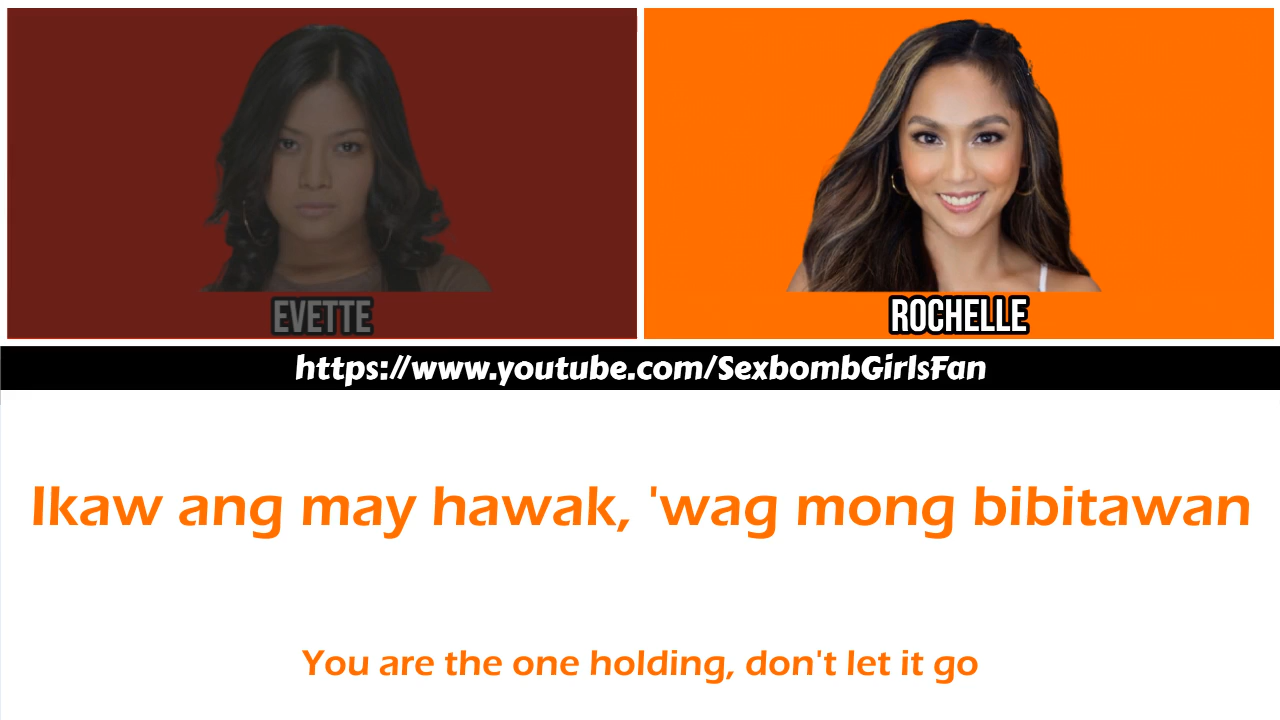 EVETTE
ROCHELLE
https://www.youtube.com/SexbombGirlsFan
Ikaw ang may hawak, 'wag mong bibitawan
You are the one holding, don't let it go